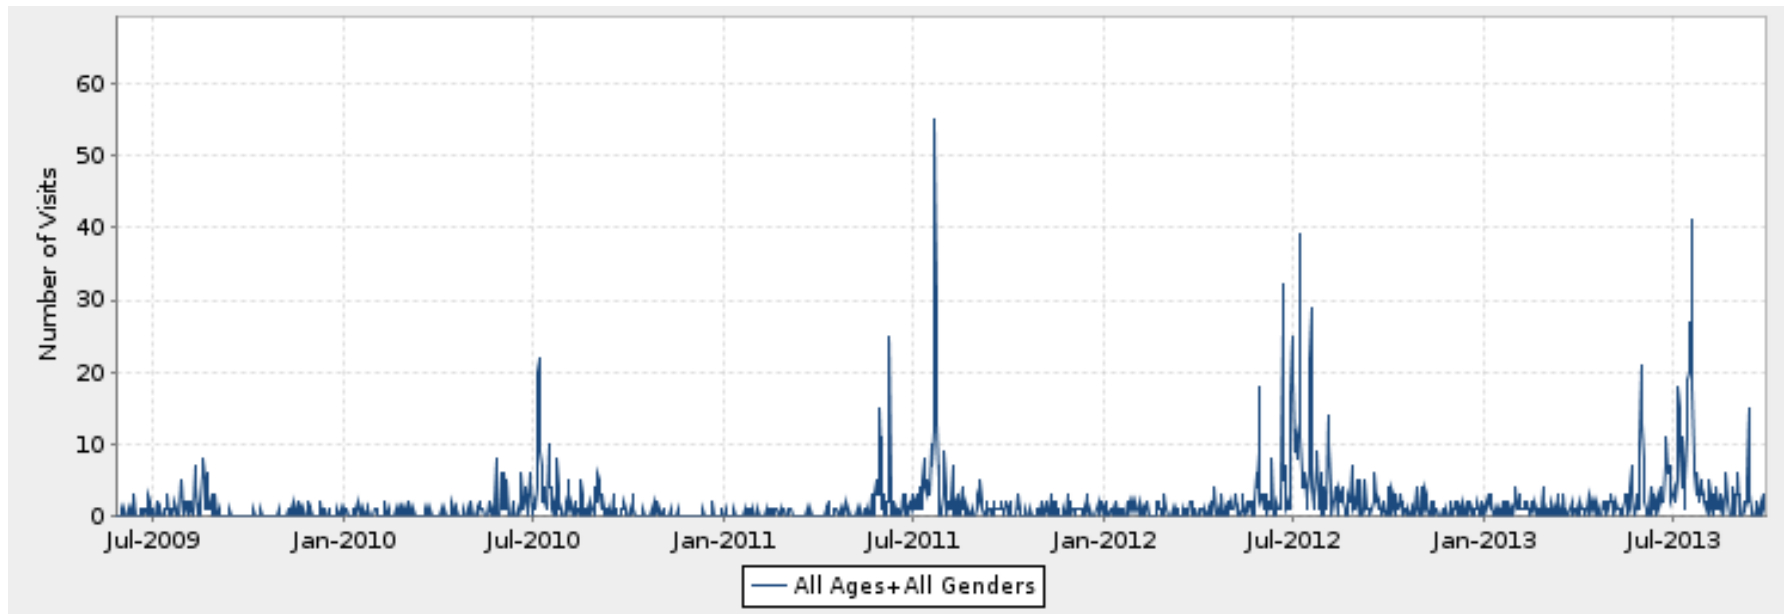 Number of Visits
60
50
40
30
20
10
0
Jul-2009 Jan-2010 Jul-2010 Jan-2011 Jul-2011 Jan-2012 Jul-2012 Jan-2013 Jul-2013
All Ages+All Genders